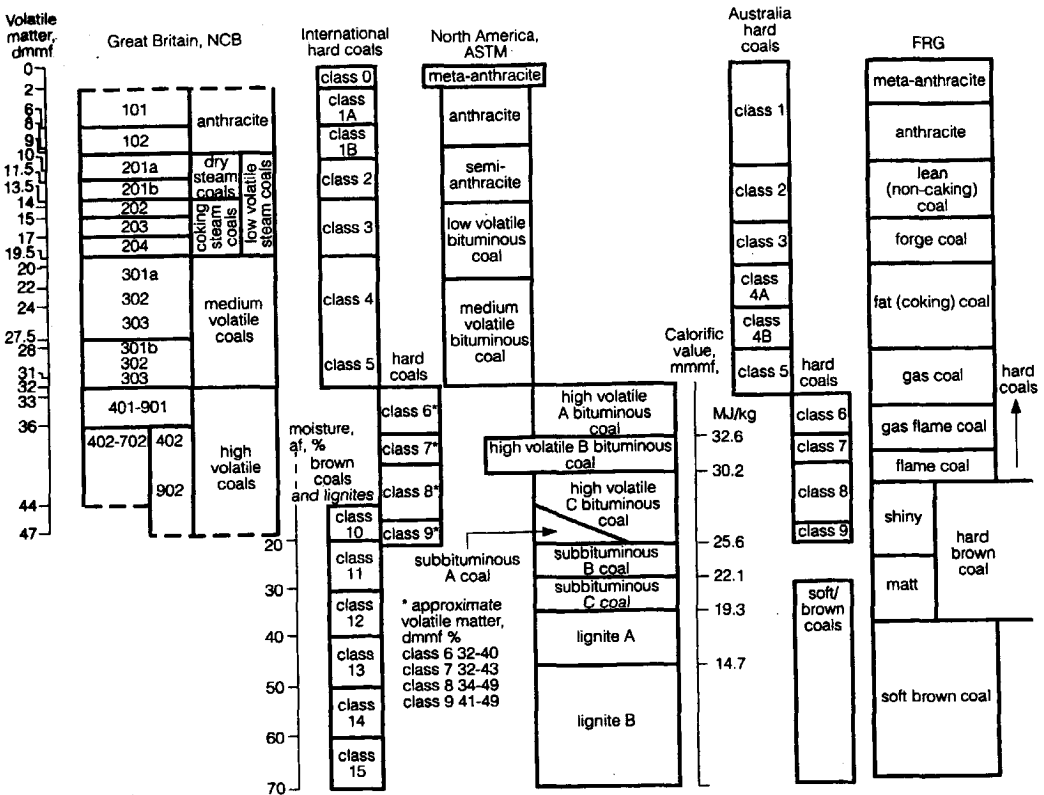 Volatile
matter,
dmmf
Great Britain, NCB
International
hard coals
North America,
ASTM
Australia
hard
coals
FRG
0
2
6
8
9
10
11.5
13.5
14
15
17
19.5
20
22
24
27.5
28
31
32
33
36
44
47
101
102
201a
201b
202
203
204
301a
302
303
301b
302
303
401-901
402-702
402
902
anthracite
dry
steam
coals
coking
steam
coals
low volatile
steam coals
medium
volatile
coals
high
volatile
coals
class 0
class
1A
class
1B
class 2
class 3
class 4
class 5
hard
coals
class 6*
class 7*
class 8*
class 9*
moisture,
af, %
brown
coals
and lignites
20
30
40
50
60
70
class
10
class
11
class
12
class
13
class
14
class
15
* approximate
volatile matter,
dmmf %
class 6 32-40
class 7 32-43
class 8 34-49
class 9 41-49
meta-anthracite
anthracite
semi-
anthracite
low volatile
bituminous
coal
medium
volatile
bituminous
coal
high volatile
A bituminous
coal
high volatile B bituminous
coal
high volatile
C bituminous
coal
subbituminous
A coal
subbituminous
B coal
subbituminous
C coal
lignite A
lignite B
Calorific
value,
mmmf,
MJ/kg
32.6
30.2
25.6
22.1
19.3
14.7
class 1
class 2
class 3
class
4A
class
4B
class 5
hard
coals
class 6
class 7
class 8
class 9
soft/
brown
coals
meta-anthracite
anthracite
lean
(non-caking)
coal
forge coal
fat (coking) coal
gas coal
gas flame coal
flame coal
hard
coals
shiny
matt
hard
brown
coal
soft brown coal